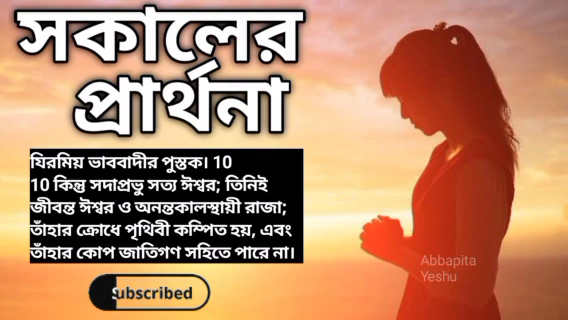 সকালের
প্রার্থনা
যিরমিয় ভাববাদীর পুস্তক। 10
10 কিন্তু সদাপ্রভু সত্য ঈশ্বর; তিনিই
জীবন্ত ঈশ্বর ও অনন্তকালস্থায়ী রাজা;
তাঁহার ক্রোধে পৃথিবী কম্পিত হয়, এবং
তাঁহার কোপ জাতিগণ সহিতে পারে না।
Subscribed
Abbapita
Yeshu